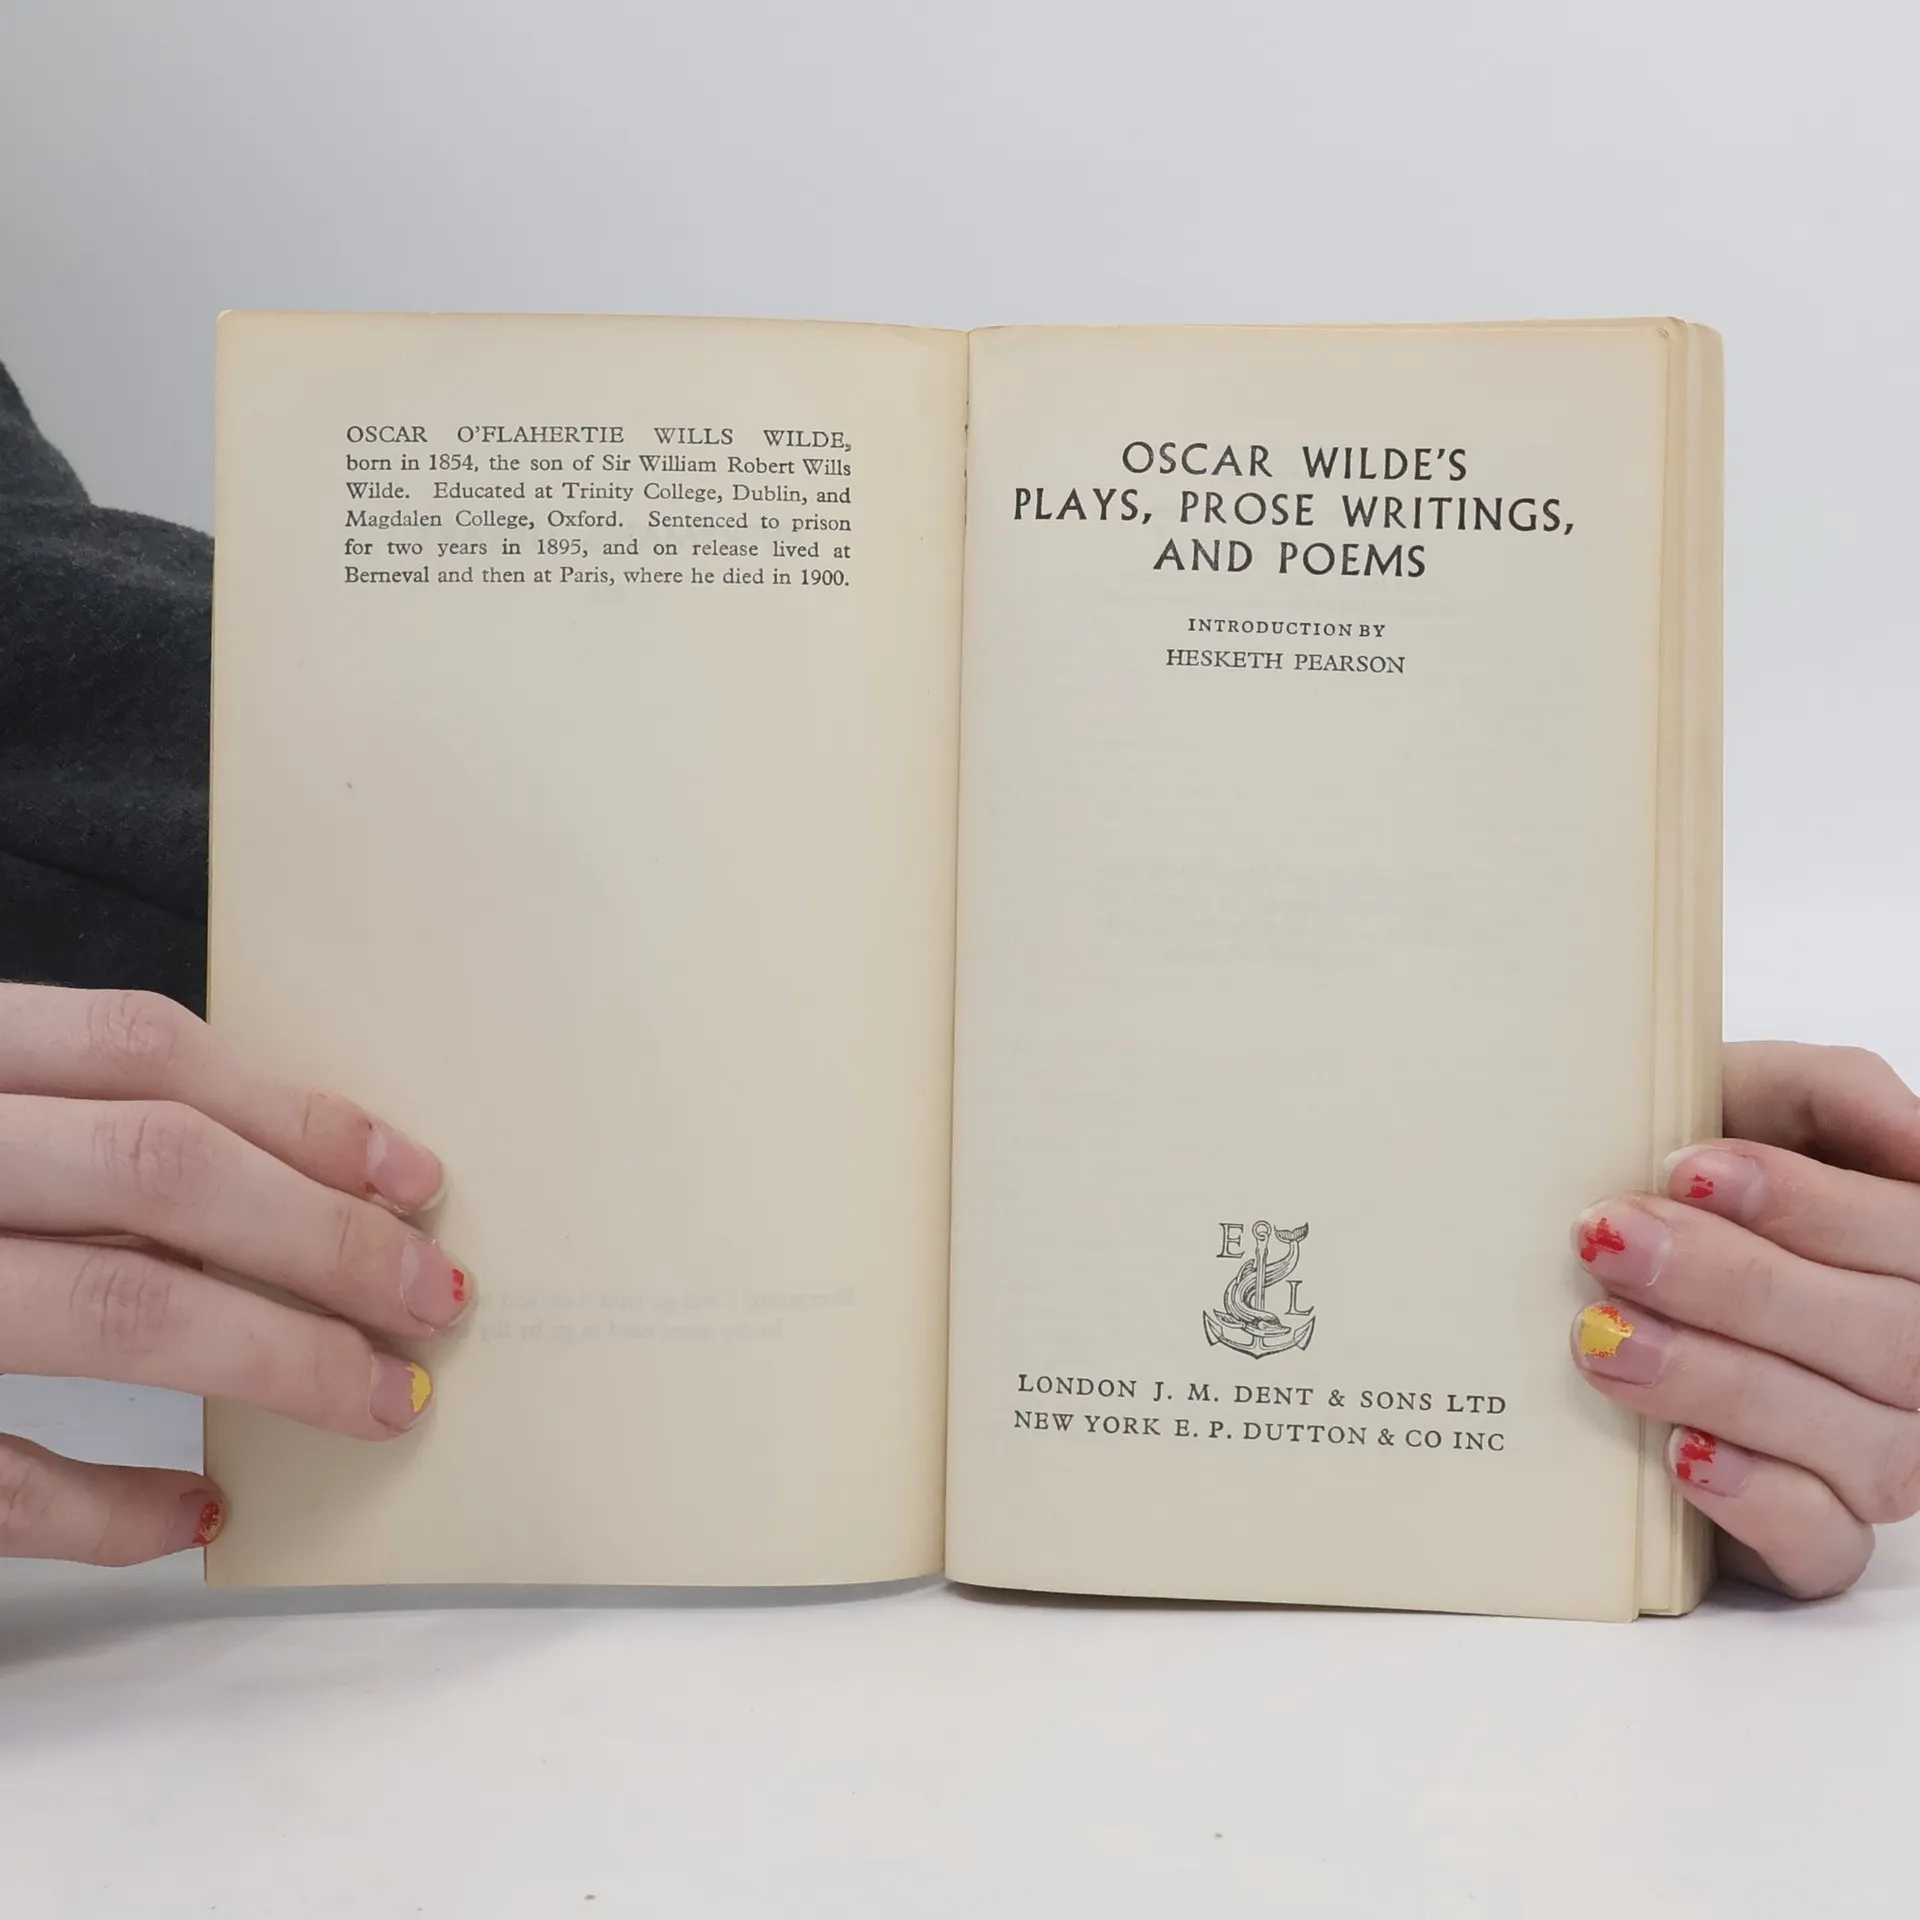 OSCAR O'FLAHERTIE WILLS WILDE,
born in 1854, the son of Sir William Robert Wills
Wilde. Educated at Trinity College, Dublin, and
Magdalen College, Oxford. Sentenced to prison
for two years in 1895, and on release lived at
Berneval and then at Paris, where he died in 1900.
OSCAR WILDE'S
PLAYS, PROSE WRITINGS,
AND POEMS
INTRODUCTION BY
HESKETH PEARSON
E
L
LONDON J. M. DENT & SONS LTD
NEW YORK E. P. DUTTON & CO INC